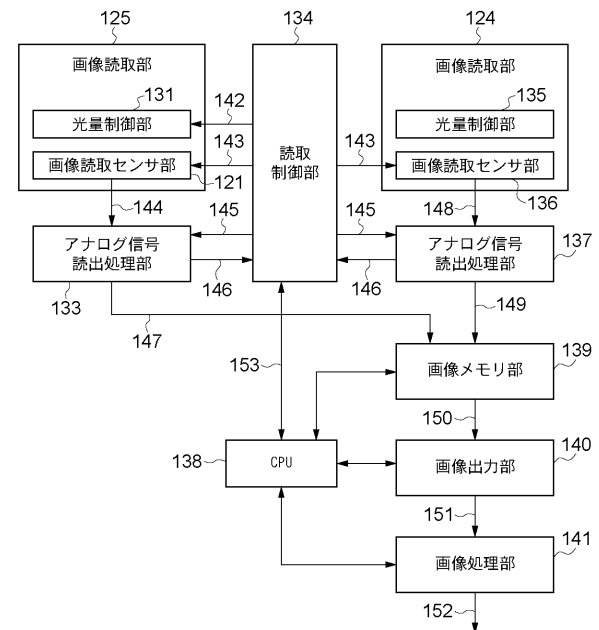 125
134
124
画像読取部
画像読取部
131
142
135
光量制御部
光量制御部
143
読取
制御部
143
画像読取センサ部
画像読取センサ部
121
136
144
145
145
148
アナログ信号
読出処理部
アナログ信号
読出処理部
137
133
146
146
147
149
153
画像メモリ部
139
150
138
CPU
画像出力部
140
151
画像処理部
141
152